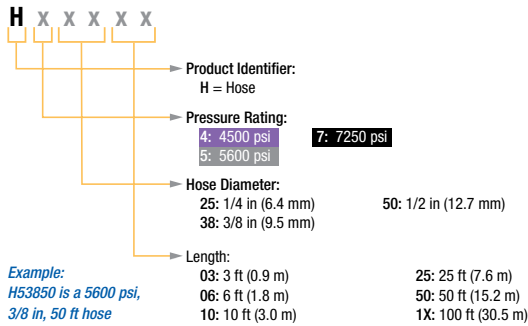 H x x x x x
Product Identifier:
H = Hose
Pressure Rating:
4: 4500 psi 7: 7250 psi
5: 5600 psi
Hose Diameter:
25: 1/4 in (6.4 mm) 50: 1/2 in (12.7 mm)
38: 3/8 in (9.5 mm)
Length:
03: 3 ft (0.9 m) 25: 25 ft (7.6 m)
06: 6 ft (1.8 m) 50: 50 ft (15.2 m)
10: 10 ft (3.0 m) 1X: 100 ft (30.5 m)
Example:
H53850 is a 5600 psi,
3/8 in, 50 ft hose